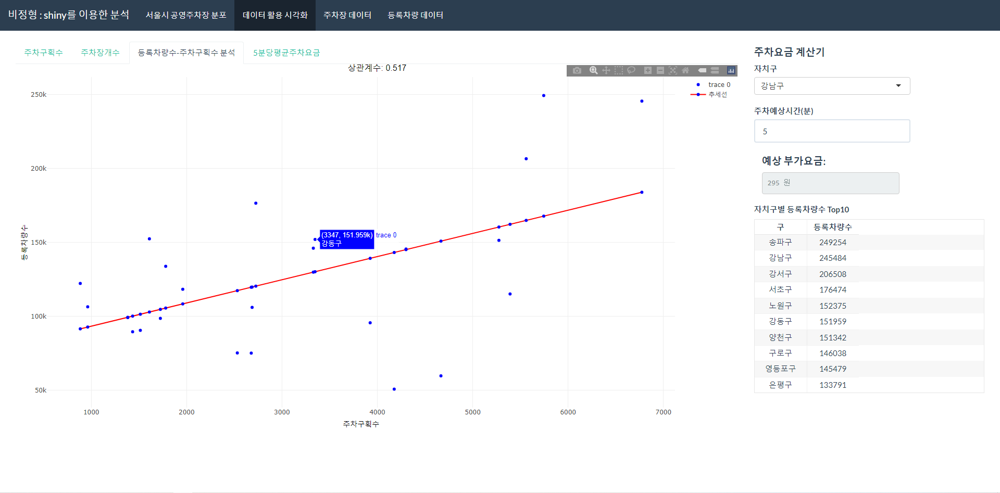 비정형 : shiny를 이용한 분석 서울시 공영주차장 분포 데이터 활용 시각화 주차장 데이터 등록차량 데이터
주차구획수 주차장개수 등록차량수-주차구획수 분석 5분당평균주차요금
상관계수: 0.517
trace 0
추세선
250k
200k
150k
100k
50k
등록차량수
(3347, 151.959k) trace 0
강동구
1000 2000 3000 4000 5000 6000 7000
주차구획수
주차요금 계산기
자치구
강남구
주차예상시간(분)
5
예상 부가요금:
295 원
자치구별 등록차량수 Top10
구 등록차량수
송파구 249254
강남구 245484
강서구 206508
서초구 176474
노원구 152375
강동구 151959
양천구 151342
구로구 146038
영등포구 145479
은평구 133791